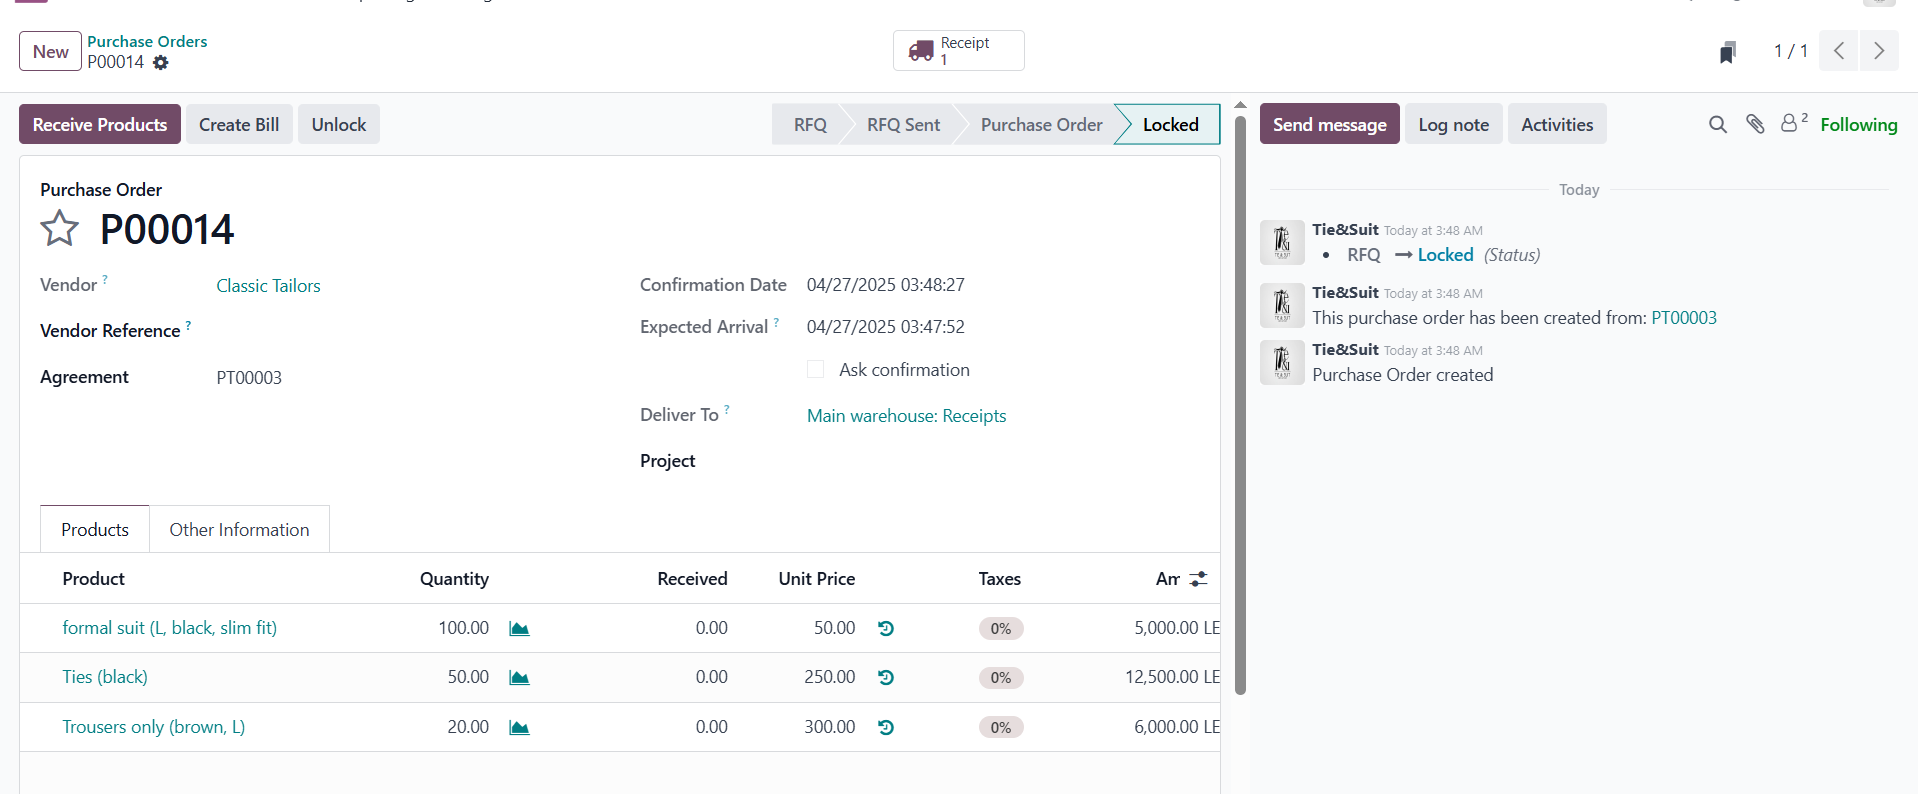 New
Purchase Orders
P00014
Receipt
1
1 / 1
Receive Products
Create Bill
Unlock
RFQ
RFQ Sent
Purchase Order
Locked
Send message
Log note
Activities
2
Following
Purchase Order
P00014
Vendor ?
Classic Tailors
Vendor Reference ?
Agreement
PT00003
Confirmation Date
04/27/2025 03:48:27
Expected Arrival ?
04/27/2025 03:47:52
Ask confirmation
Deliver To ?
Main warehouse: Receipts
Project
Products
Other Information
Product Quantity Received Unit Price Taxes Am
formal suit (L, black, slim fit) 100.00 0.00 50.00 0% 5,000.00 LE
Ties (black) 50.00 0.00 250.00 0% 12,500.00 LE
Trousers only (brown, L) 20.00 0.00 300.00 0% 6,000.00 LE
Today
Tie&Suit Today at 3:48 AM
• RFQ → Locked (Status)
Tie&Suit Today at 3:48 AM
This purchase order has been created from: PT00003
Tie&Suit Today at 3:48 AM
Purchase Order created